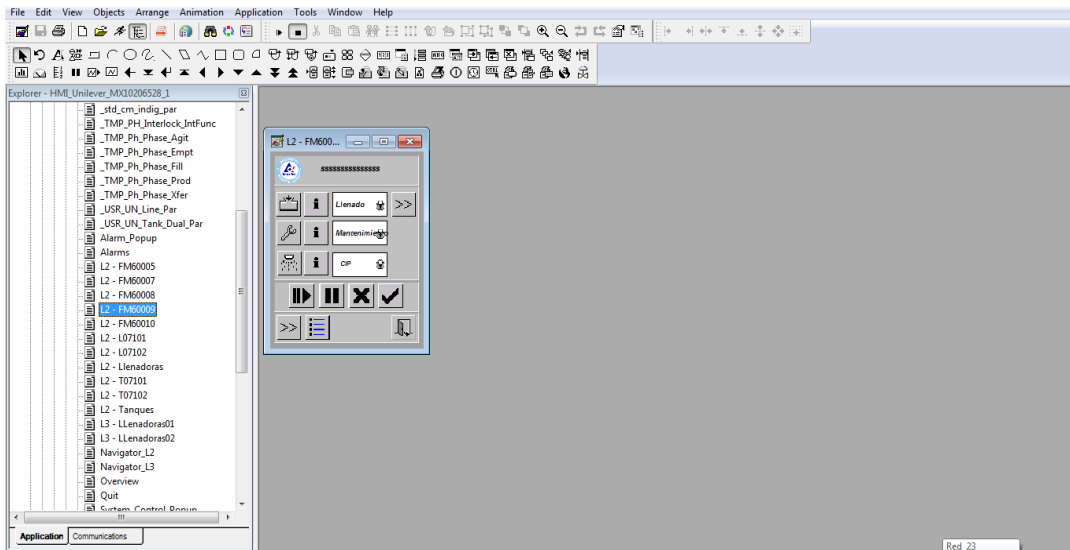 File Edit View Objects Arrange Animation Application Tools Window Help
Explorer - HMI_Unilever_MX10206528_1
_std_cm_indig_par
_TMP_PH_Interlock_IntFunc
_TMP_Ph_Phase_Agit
_TMP_Ph_Phase_Empt
_TMP_Ph_Phase_Fill
_TMP_Ph_Phase_Prod
_TMP_Ph_Phase_Xfer
_USR_UN_Line_Par
_USR_UN_Tank_Dual_Par
Alarm_Popup
Alarms
L2 - FM60005
L2 - FM60007
L2 - FM60008
L2 - FM60009
L2 - FM60010
L2 - L07101
L2 - L07102
L2 - Llenadoras
L2 - T07101
L2 - T07102
L2 - Tanques
L3 - LLenadoras01
L3 - LLenadoras02
Navigator_L2
Navigator_L3
Overview
Quit
System_Control_Popup
Application Communications
L2 - FM600...
sssssssssssssss
Llenado >>
Mantenimiento
CIP
>>
Red 23